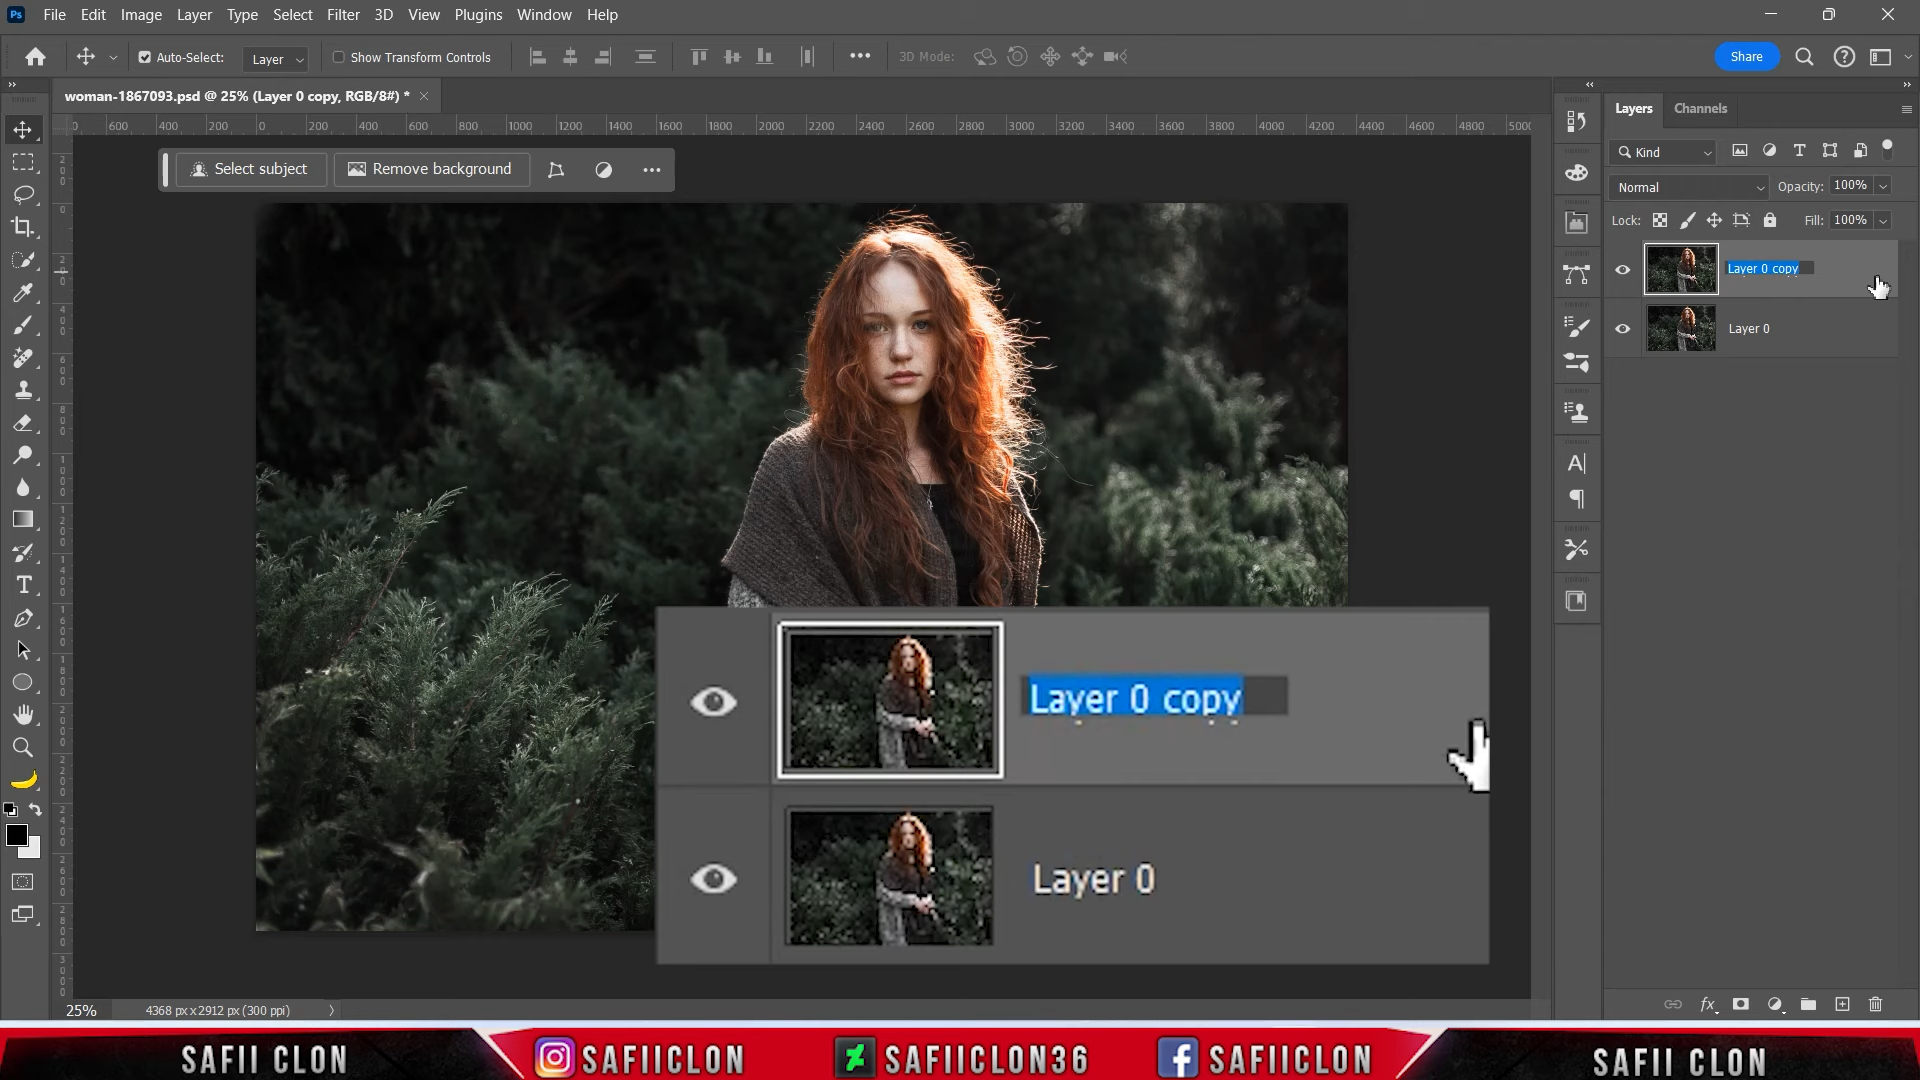 Ps File Edit Image Layer Type Select Filter 3D View Plugins Window Help
Auto-Select: Layer Show Transform Controls 3D Mode: Share
woman-1867093.psd @ 25% (Layer 0 copy, RGB/8#) *
600 400 200 0 200 400 600 800 1000 1200 1400 1600 1800 2000 2200 2400 2600 2800 3000 3200 3400 3600 3800 4000 4200 4400 4600 4800 5000
Select subject Remove background
Layers Channels
Kind
Normal Opacity: 100%
Lock: Fill: 100%
Layer 0 copy
Layer 0
Layer 0 copy
Layer 0
25% 4368 px x 2912 px (300 ppi)
SAFII CLON SAFIICLON SAFIICLON36 SAFIICLON SAFII CLON